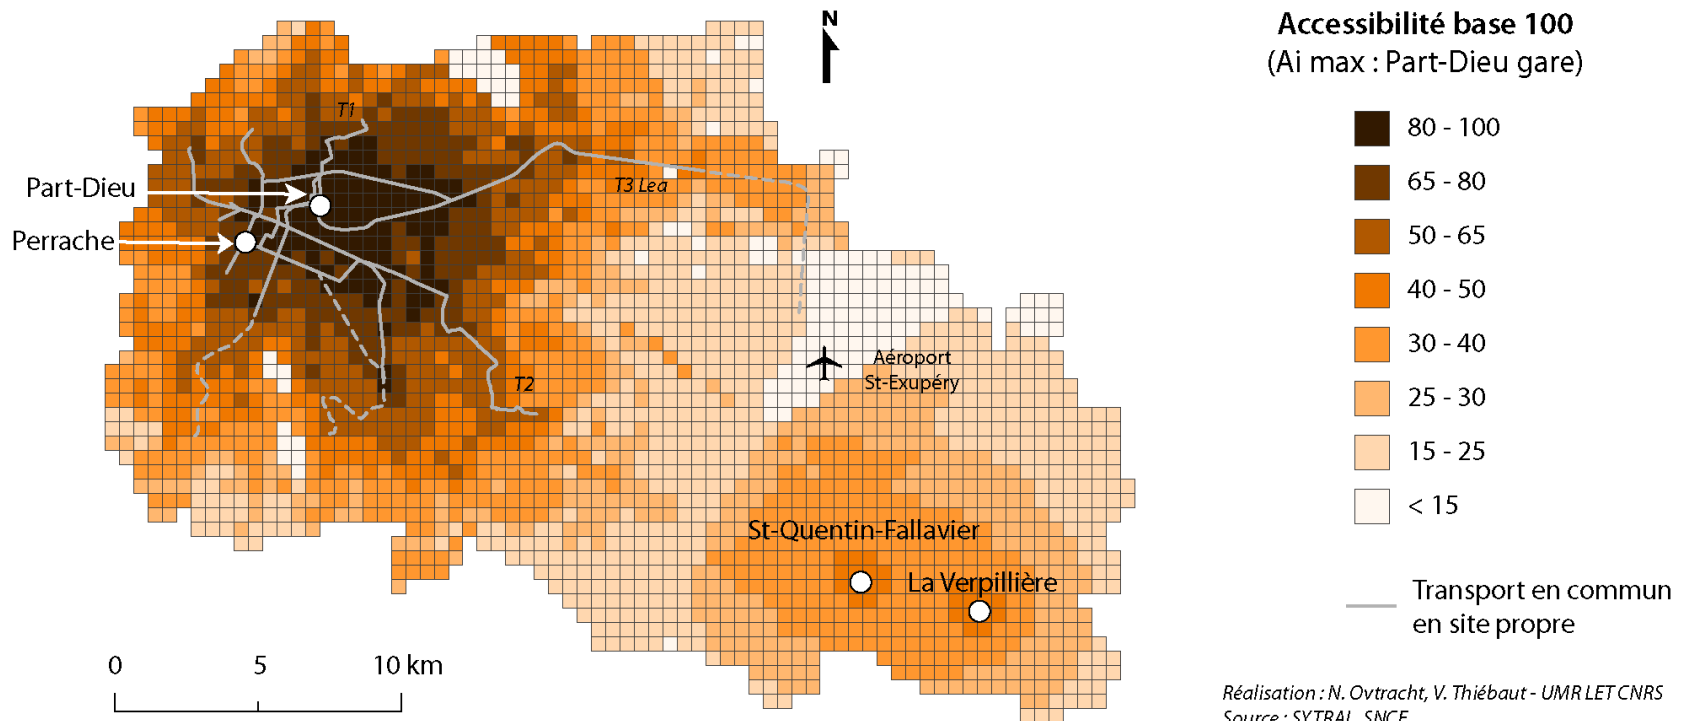 Accessibilité base 100
(Ai max : Part-Dieu gare)
N
T1
Part-Dieu
T3 Lea
Perrache
Aéroport
St-Exupéry
T2
St-Quentin-Fallavier
La Verpillière
80 - 100
65 - 80
50 - 65
40 - 50
30 - 40
25 - 30
15 - 25
< 15
Transport en commun
en site propre
0 5 10 km
Réalisation : N. Ovtracht, V. Thiébaut - UMR LET CNRS
Source : SYTRAL, SNCF